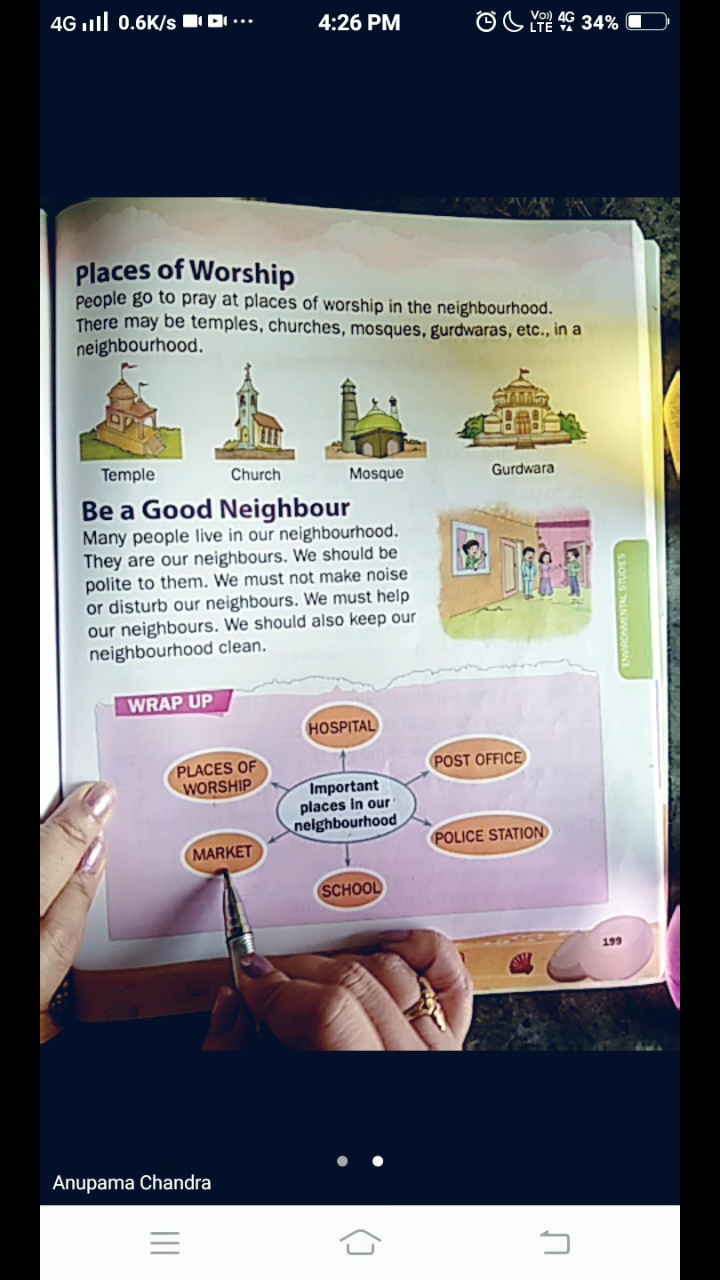 4G 0.6K/s ... 4:26 PM Vo) LTE 4G 34%
Places of Worship
People go to pray at places of worship in the neighbourhood.
There may be temples, churches, mosques, gurdwaras, etc., in a
neighbourhood.
Temple Church Mosque Gurdwara
Be a Good Neighbour
Many people live in our neighbourhood.
They are our neighbours. We should be
polite to them. We must not make noise
or disturb our neighbours. We must help
our neighbours. We should also keep our
neighbourhood clean.
ENVIRONMENTAL STUDIES
WRAP UP
HOSPITAL
PLACES OF
WORSHIP
POST OFFICE
Important
places in our
neighbourhood
MARKET
POLICE STATION
SCHOOL
199
Anupama Chandra